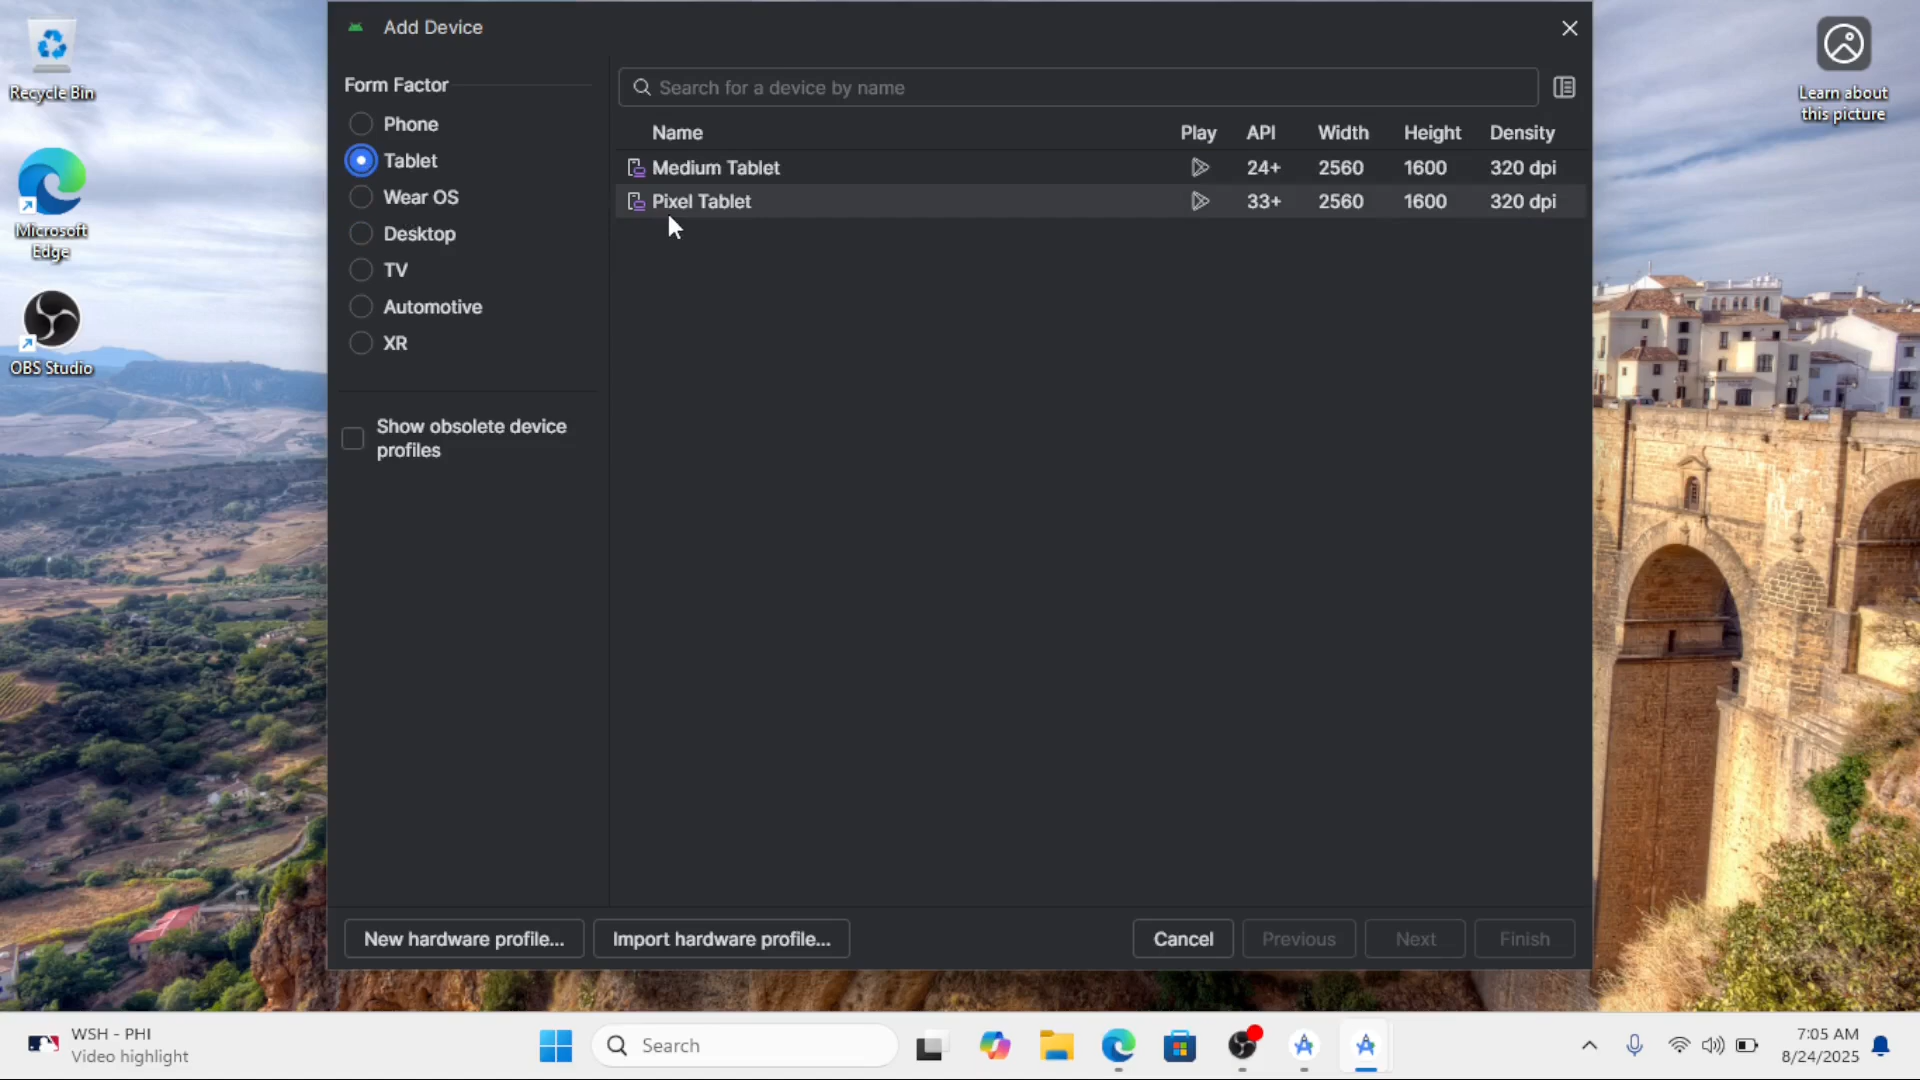 Recycle Bin
Microsoft
Edge
OBS Studio
Add Device
Form Factor
Phone
Tablet
Wear OS
Desktop
TV
Automotive
XR
Show obsolete device
profiles
Search for a device by name
Name Play API Width Height Density
Medium Tablet 24+ 2560 1600 320 dpi
Pixel Tablet 33+ 2560 1600 320 dpi
New hardware profile... Import hardware profile... Cancel Previous Next Finish
Learn about
this picture
WSH - PHI
Video highlight
Search
7:05 AM
8/24/2025